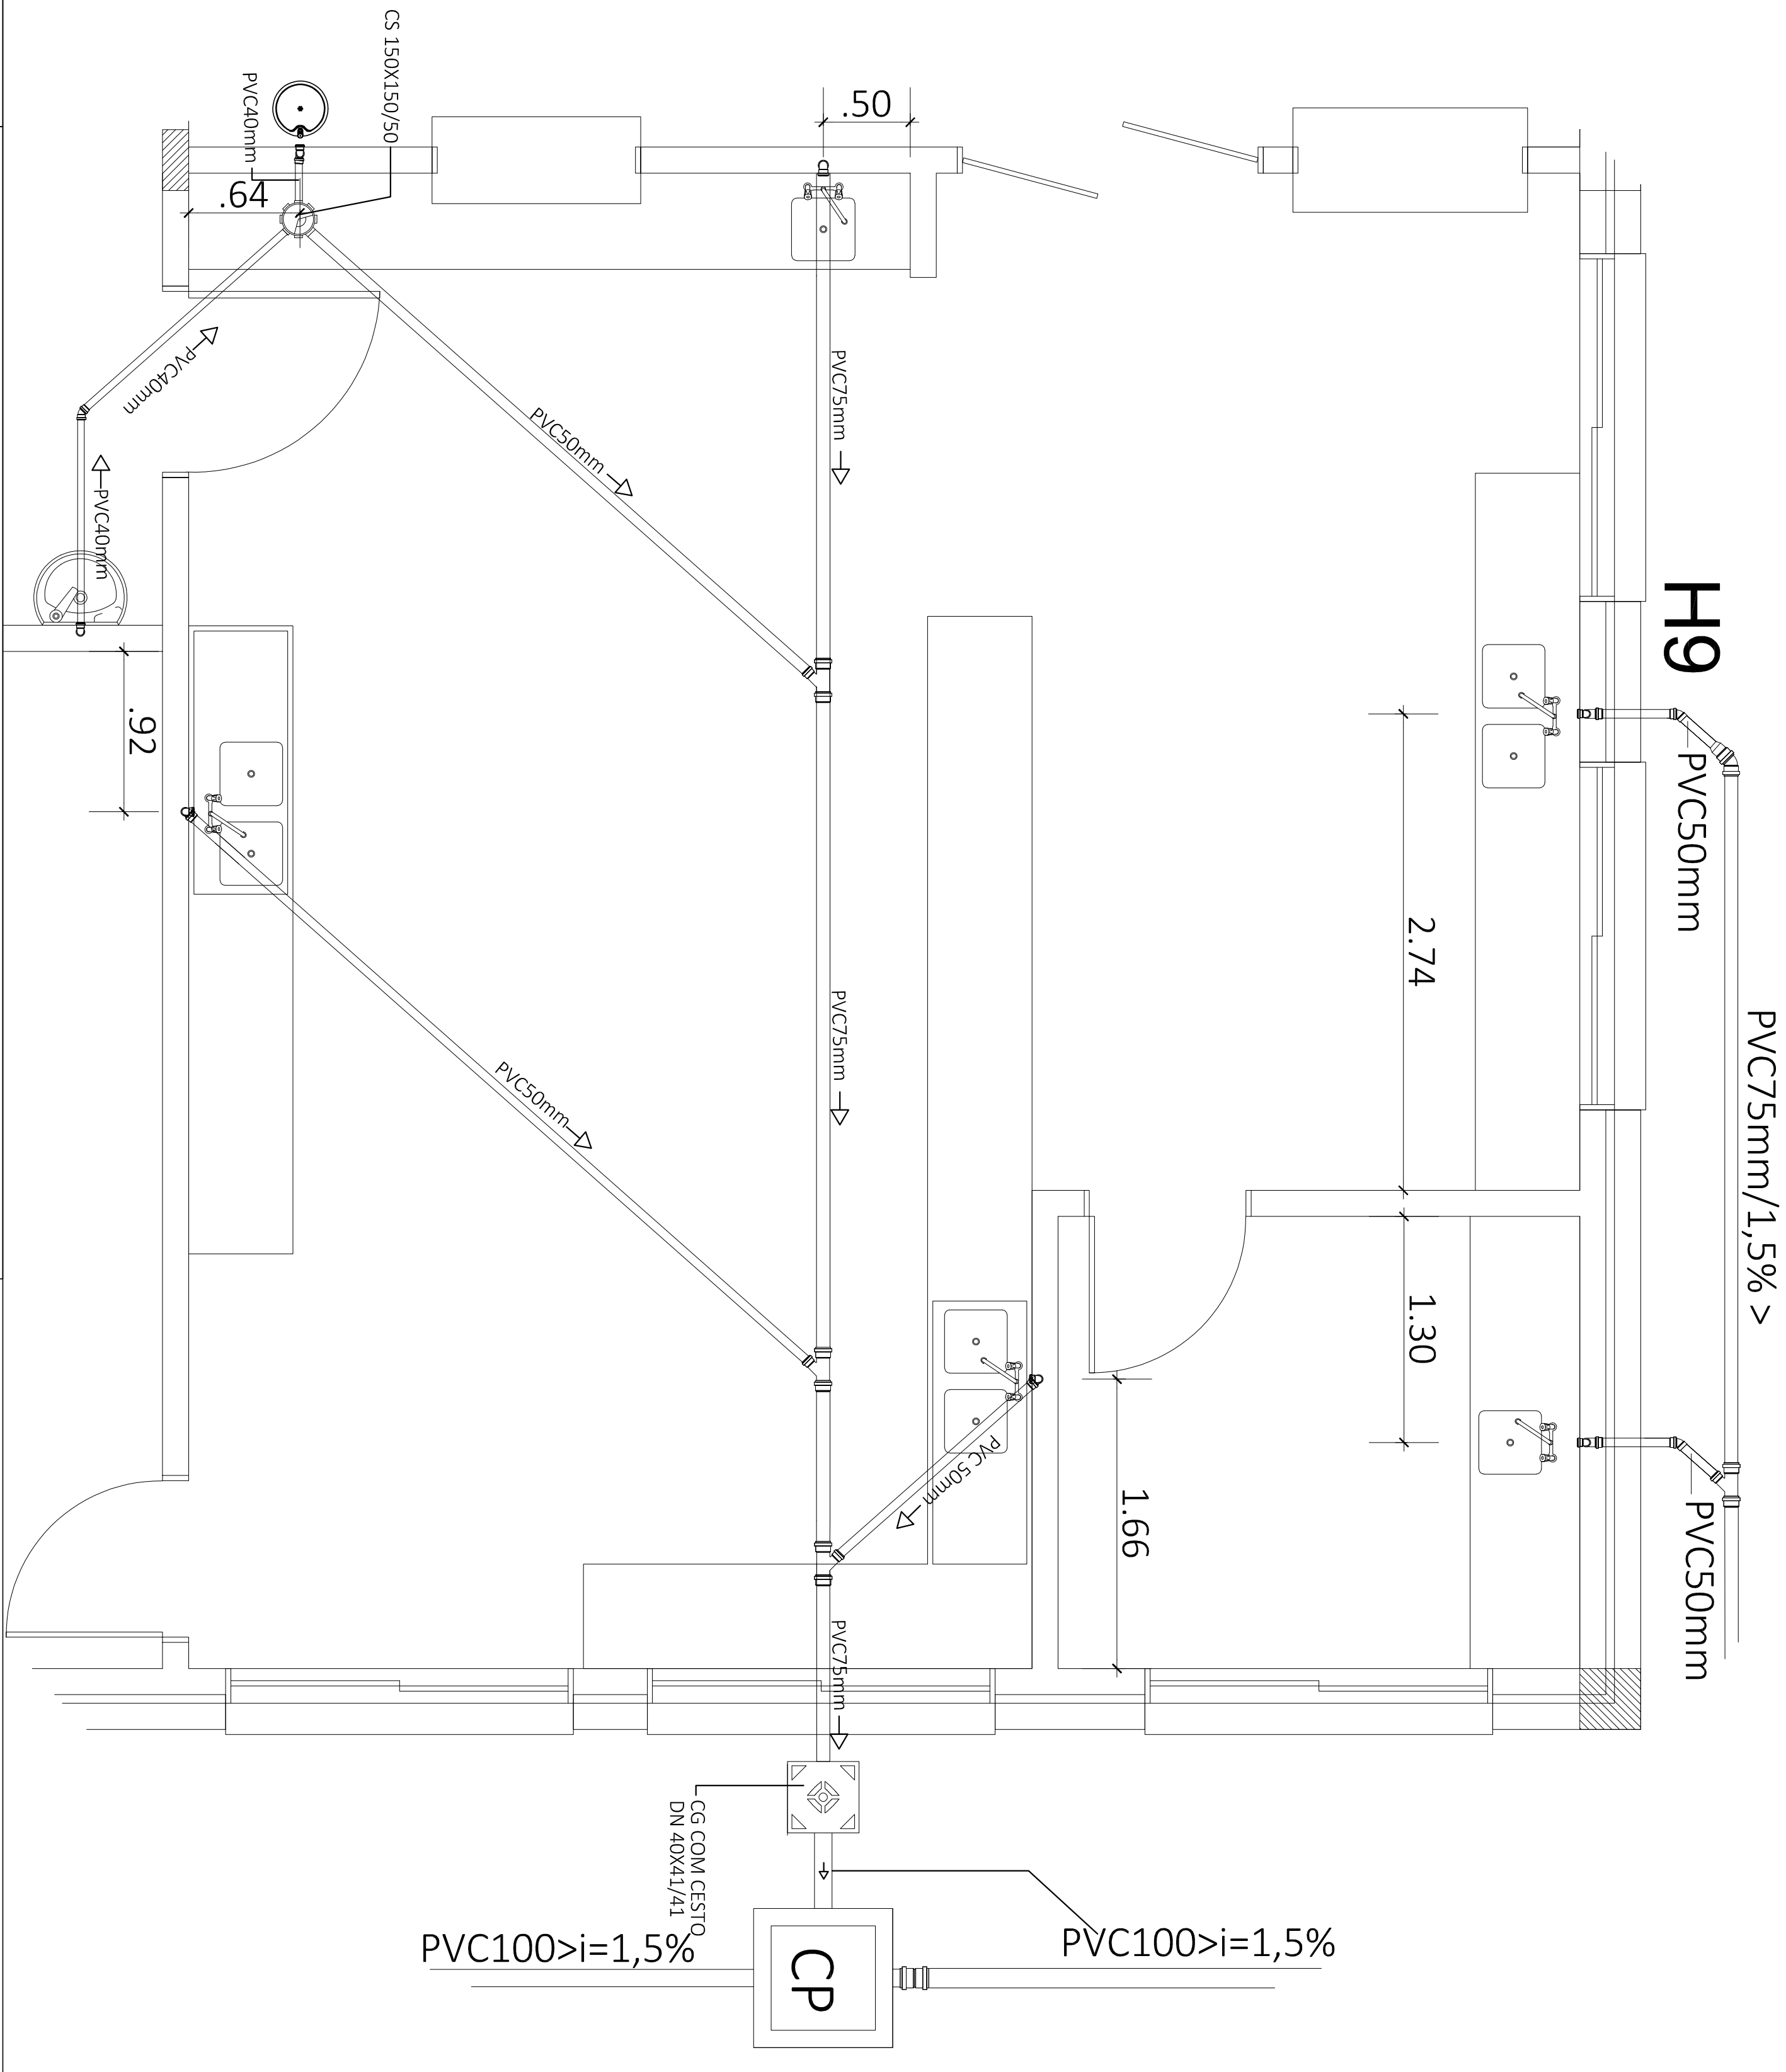 CS 150X150/50
PVC40mm
.64
.50
PVC40mm
PVC40mm
PVC50mm
PVC75mm
H9
PVC50mm
.92
2.74
PVC75mm
PVC50mm
PVC75mm/1,5% >
1.30
PVC 50mm
1.66
PVC50mm
PVC75mm
CG COM CESTO
DN 40X41/41
PVC100>i=1,5%
PVC100>i=1,5%
CP